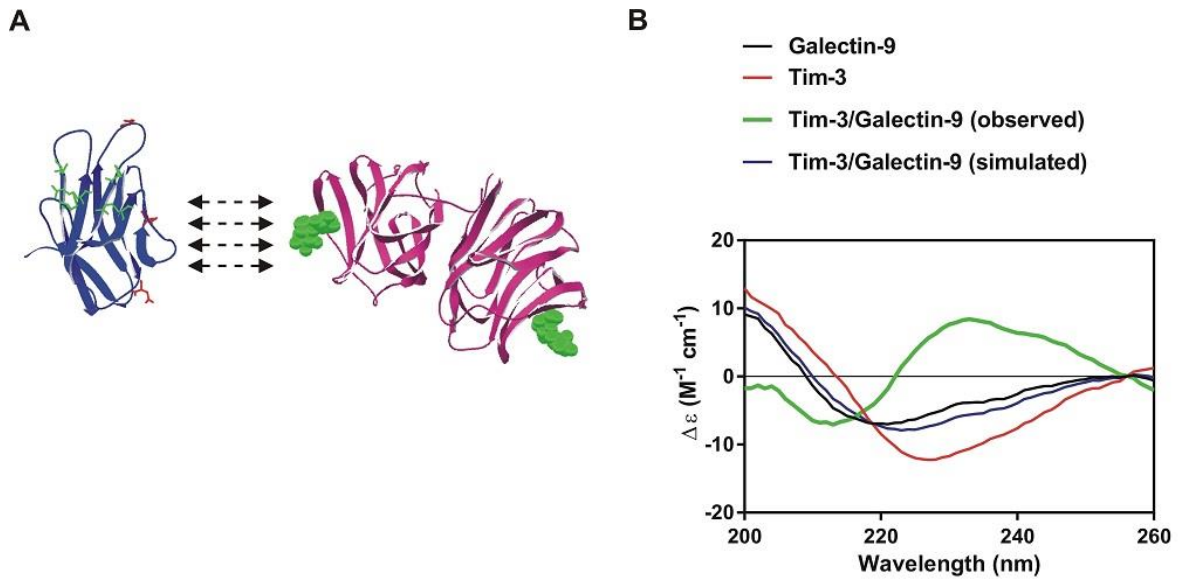 A
B
Galectin-9
Tim-3
Tim-3/Galectin-9 (observed)
Tim-3/Galectin-9 (simulated)
20
10
0
-10
-20
Δε (M⁻¹ cm⁻¹)
200
220
240
260
Wavelength (nm)